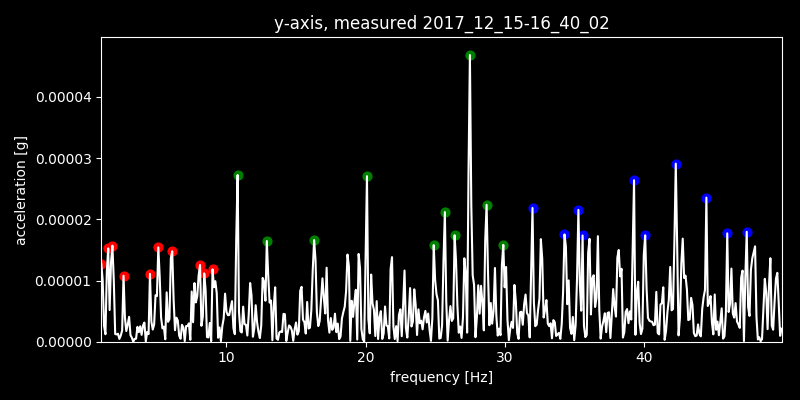 y-axis, measured 2017_12_15-16_40_02
acceleration [g]
0.00004
0.00003
0.00002
0.00001
0.00000
10 20 30 40
frequency [Hz]